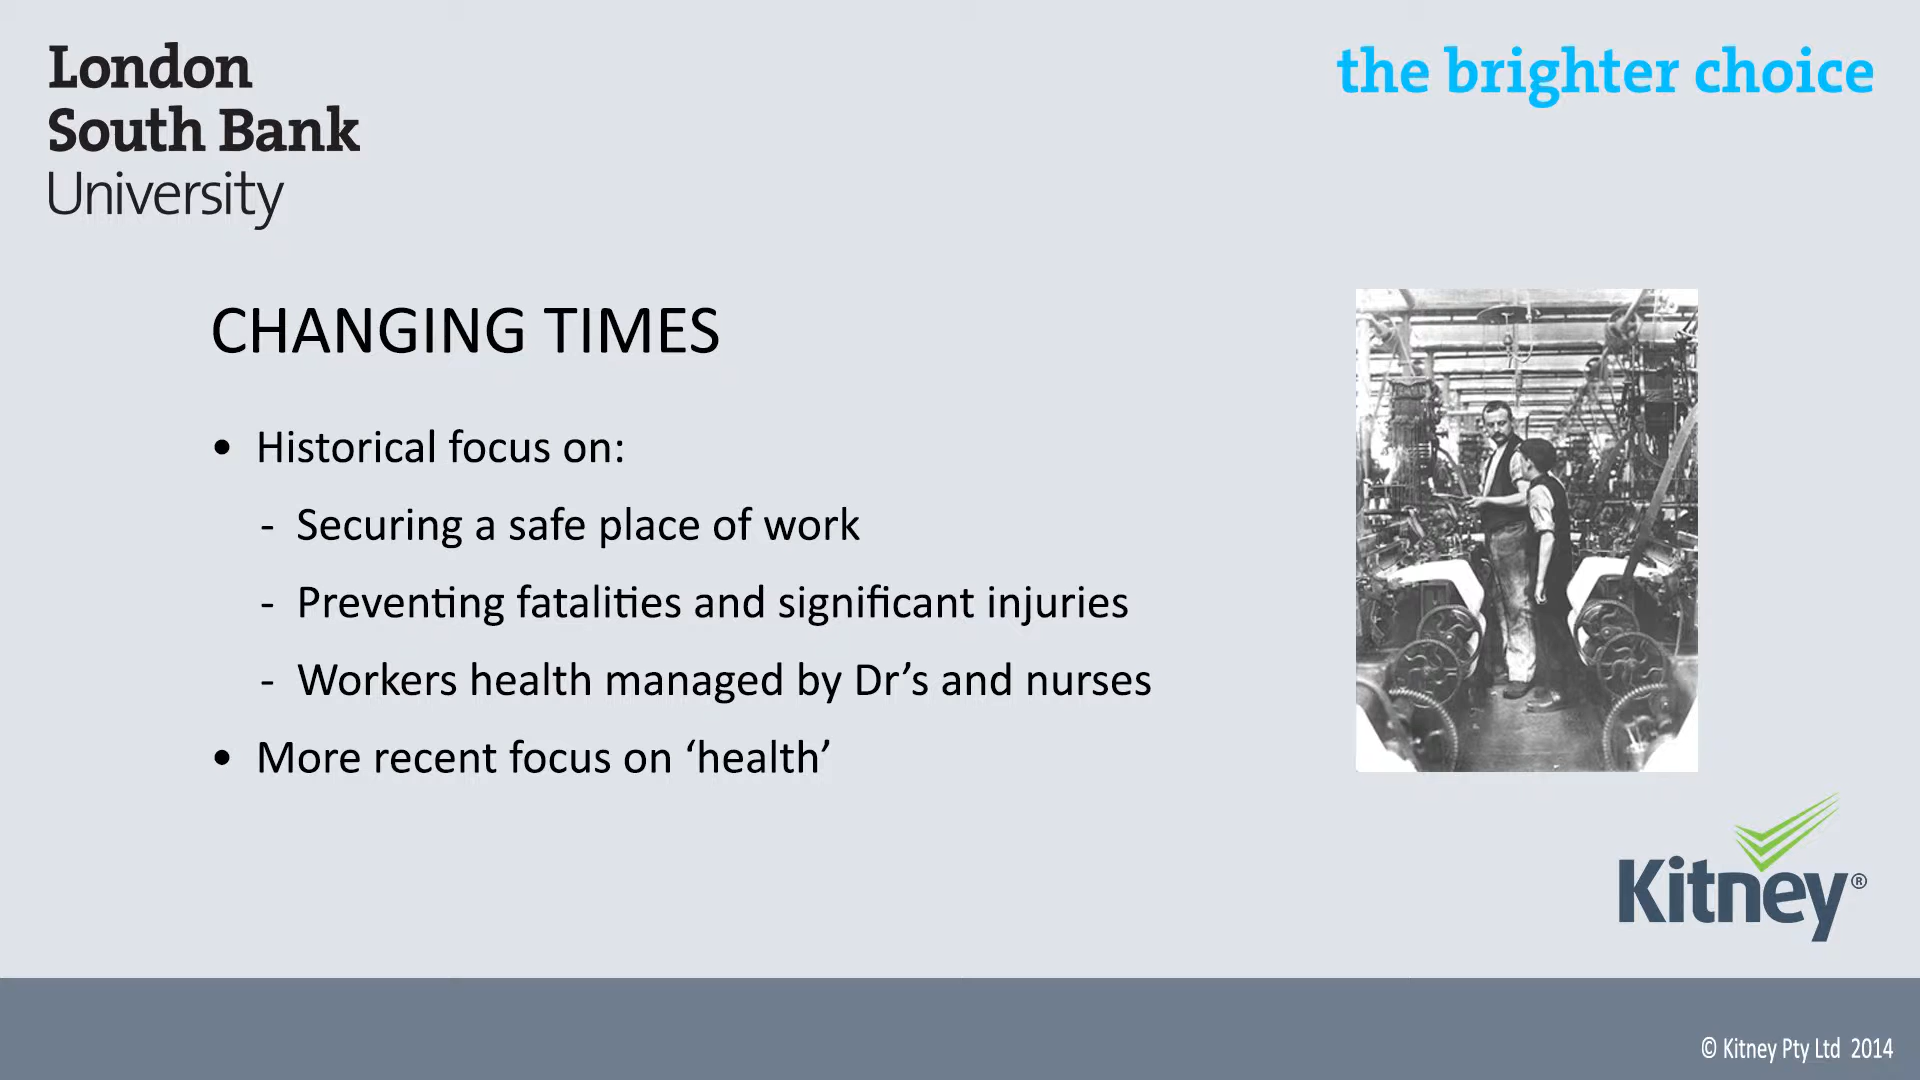 London
South Bank
University
the brighter choice
CHANGING TIMES
• Historical focus on:
- Securing a safe place of work
- Preventing fatalities and significant injuries
- Workers health managed by Dr’s and nurses
• More recent focus on ‘health’
Kitney®
© Kitney Pty Ltd 2014